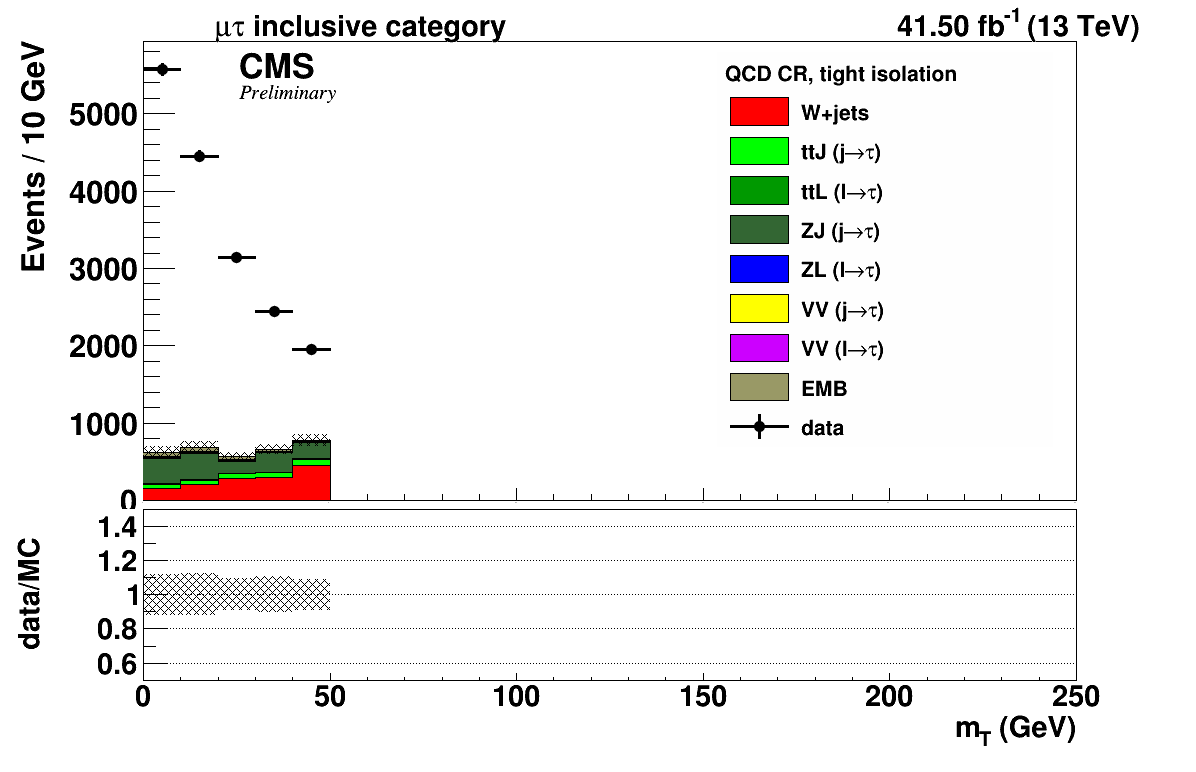 μτ inclusive category
41.50 fb-1 (13 TeV)
CMS
Preliminary
QCD CR, tight isolation
W+jets
ttJ (j→τ)
ttL (l→τ)
ZJ (j→τ)
ZL (l→τ)
VV (j→τ)
VV (l→τ)
EMB
data
Events / 10 GeV
5000
4000
3000
2000
1000
0
data/MC
1.4
1.2
1
0.8
0.6
0 50 100 150 200 250
mT (GeV)